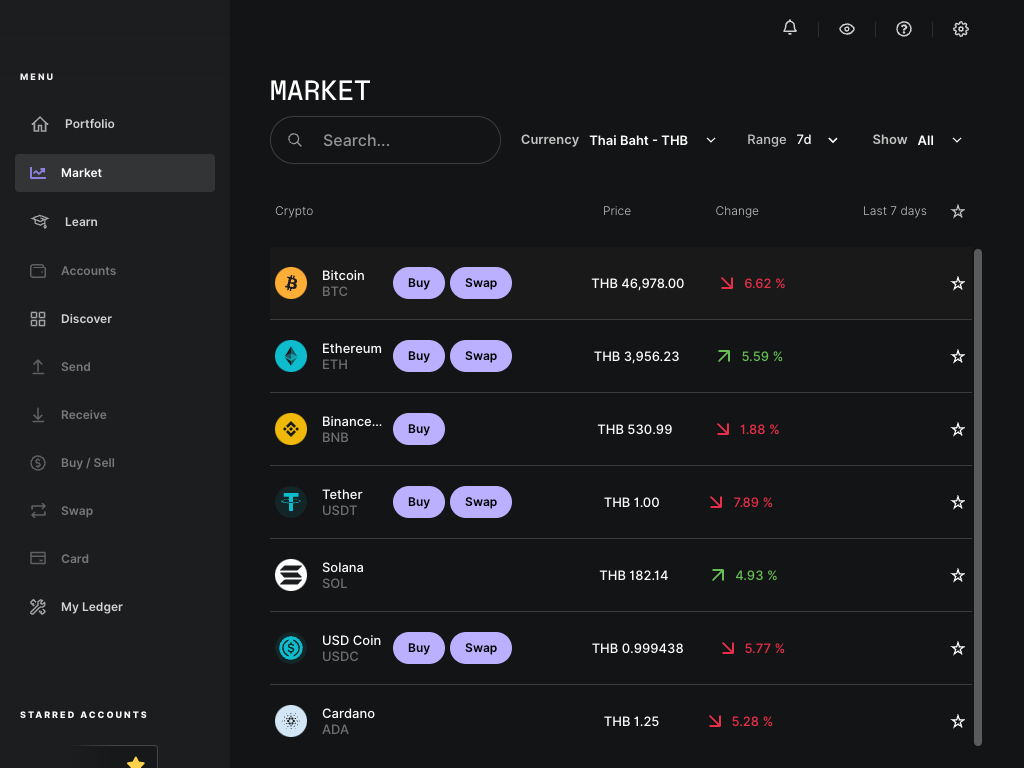 MENU
Portfolio
Market
Learn
Accounts
Discover
Send
Receive
Buy / Sell
Swap
Card
My Ledger
STARRED ACCOUNTS
MARKET
Search...
Currency Thai Baht - THB
Range 7d
Show All
Crypto Price Change Last 7 days
Bitcoin
BTC
Buy Swap THB 46,978.00 6.62 %
Ethereum
ETH
Buy Swap THB 3,956.23 5.59 %
Binance...
BNB
Buy THB 530.99 1.88 %
Tether
USDT
Buy Swap THB 1.00 7.89 %
Solana
SOL
THB 182.14 4.93 %
USD Coin
USDC
Buy Swap THB 0.999438 5.77 %
Cardano
ADA
THB 1.25 5.28 %